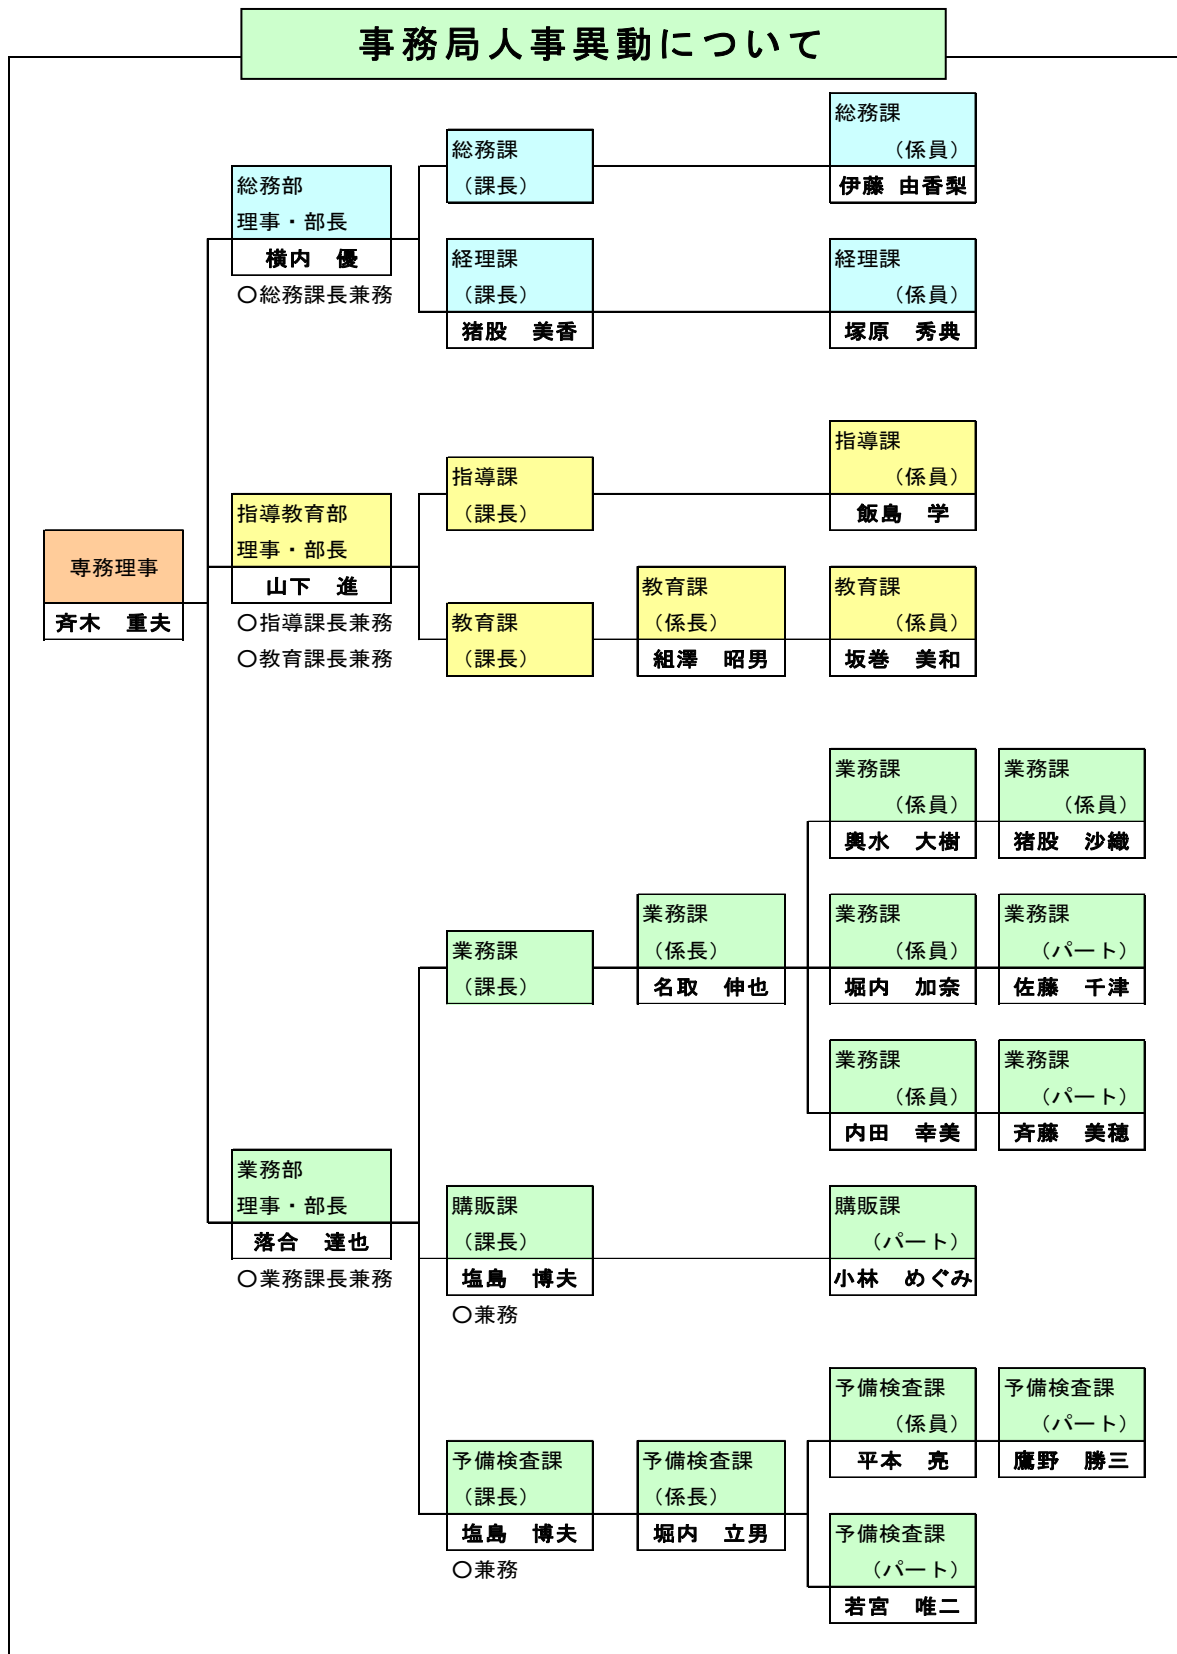 事務局人事異動について
専務理事
斉木　重夫
総務部
理事・部長
横内　優
○総務課長兼務
総務課
（課長）
総務課
（係員）
伊藤 由香梨
経理課
（課長）
猪股　美香
経理課
（係員）
塚原　秀典
指導教育部
理事・部長
山下　進
○指導課長兼務
○教育課長兼務
指導課
（課長）
指導課
（係員）
飯島　学
教育課
（課長）
教育課
（係長）
組澤　昭男
教育課
（係員）
坂巻　美和
業務部
理事・部長
落合　達也
○業務課長兼務
業務課
（課長）
業務課
（係長）
名取　伸也
業務課
（係員）
輿水　大樹
業務課
（係員）
猪股　沙織
業務課
（係員）
堀内　加奈
業務課
（パート）
佐藤　千津
業務課
（係員）
内田　幸美
業務課
（パート）
斉藤　美穂
購販課
（課長）
塩島　博夫
○兼務
購販課
（パート）
小林　めぐみ
予備検査課
（課長）
塩島　博夫
○兼務
予備検査課
（係長）
堀内　立男
予備検査課
（係員）
平本　亮
予備検査課
（パート）
鷹野　勝三
予備検査課
（パート）
若宮　唯二